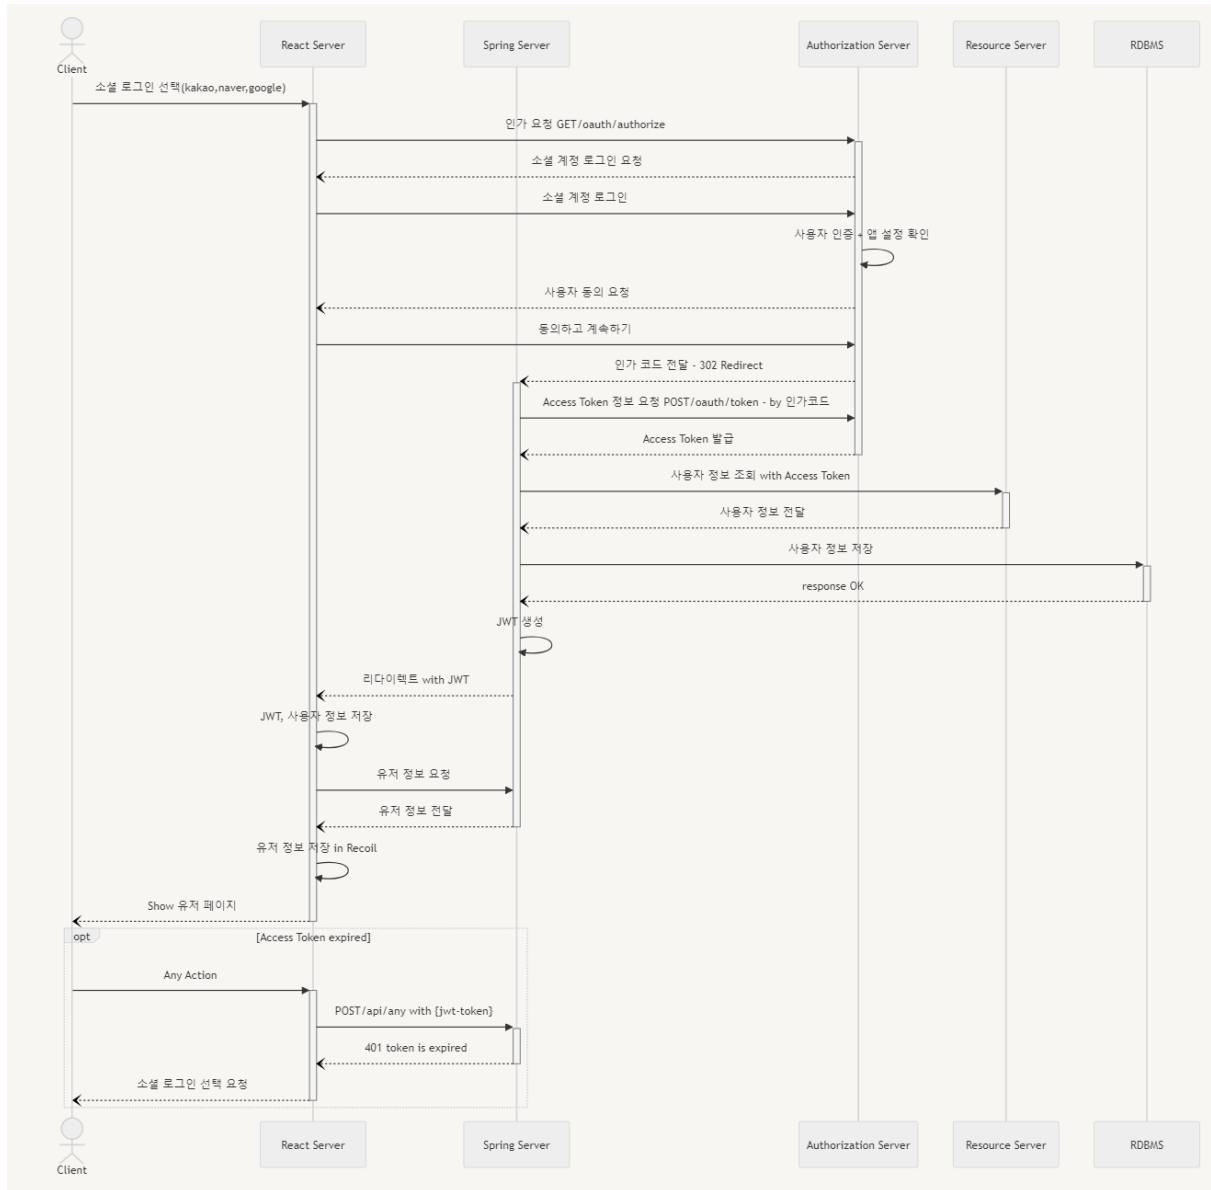 Client
React Server
Spring Server
Authorization Server
Resource Server
RDBMS
소셜 로그인 선택(kakao,naver,google)
인가 요청 GET/oauth/authorize
소셜 계정 로그인 요청
소셜 계정 로그인
사용자 인증 + 앱 설정 확인
사용자 동의 요청
동의하고 계속하기
인가 코드 전달 - 302 Redirect
Access Token 정보 요청 POST/oauth/token - by 인가코드
Access Token 발급
사용자 정보 조회 with Access Token
사용자 정보 전달
사용자 정보 저장
response OK
JWT 생성
리다이렉트 with JWT
JWT, 사용자 정보 저장
유저 정보 요청
유저 정보 전달
유저 정보 저장 in Recoil
Show 유저 페이지
opt
[Access Token expired]
Any Action
POST/api/any with {jwt-token}
401 token is expired
소셜 로그인 선택 요청
Client
React Server
Spring Server
Authorization Server
Resource Server
RDBMS